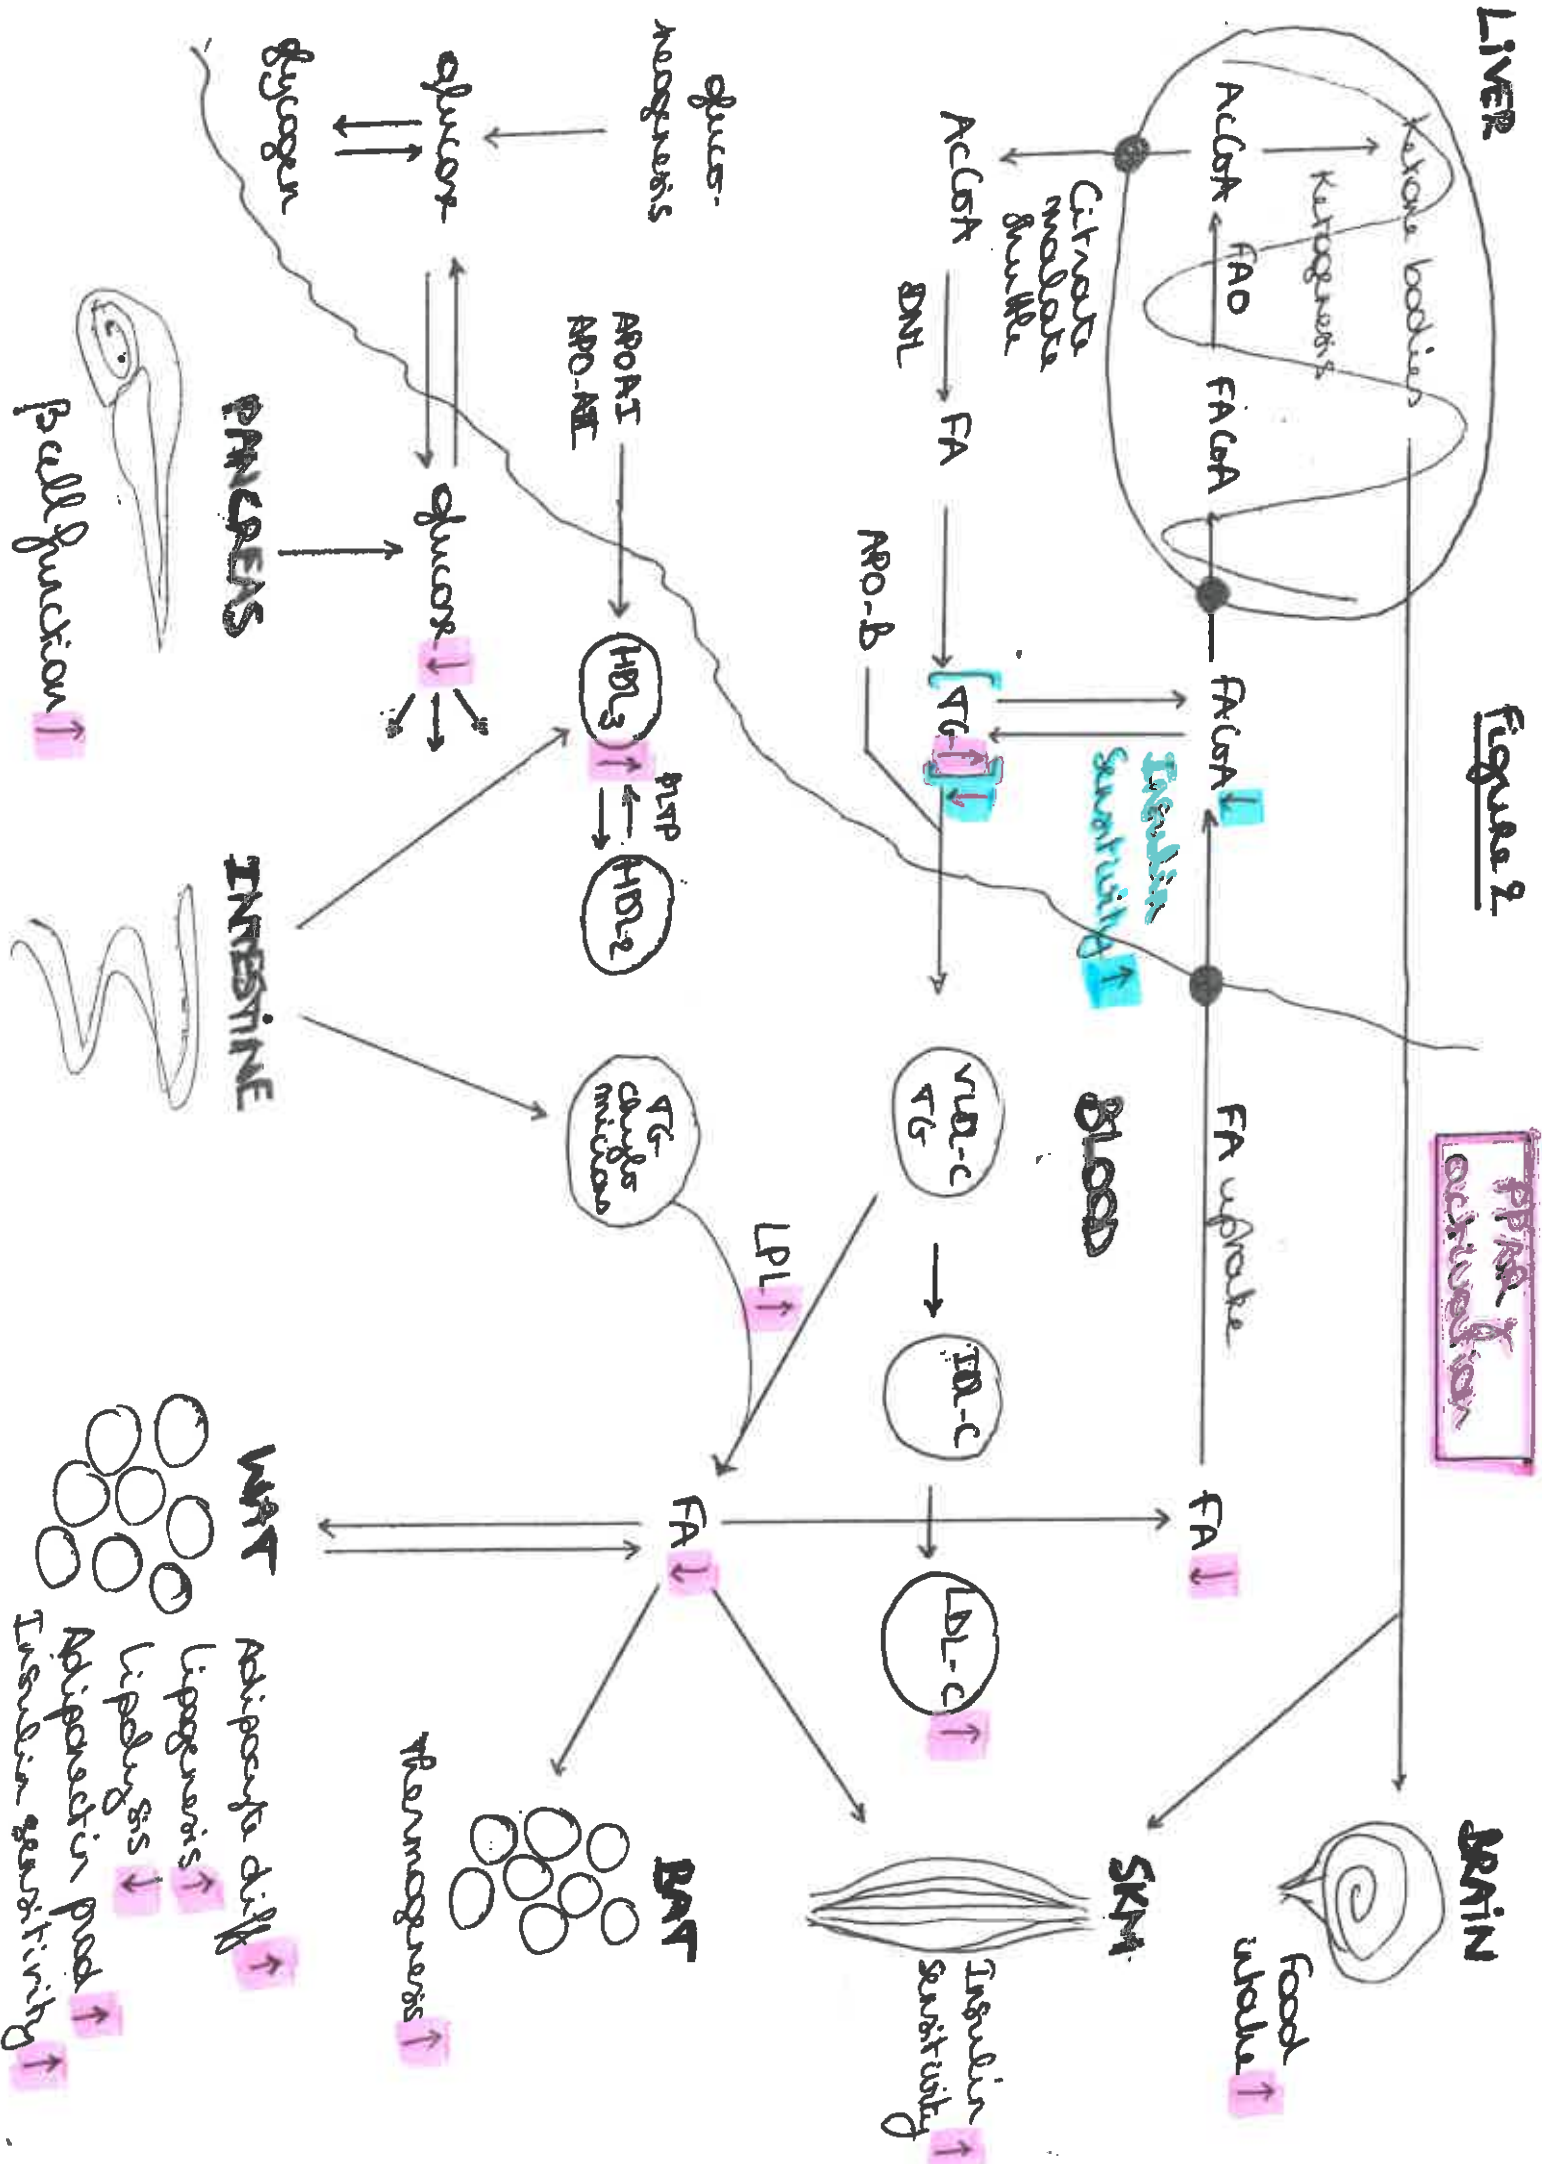 Figure 2
LIVER
PPARγ
activation
BRAIN
Ketone bodies
Ketogenesis
Food
intake ↑
AcCoA
FAO
FACoA
FACoA ↓
FA uptake
FA ↓
SKM
Insulin
sensitivity ↑
Citrate
malate
shuttle
Insulin
sensitivity ↑
BLOOD
AcCoA
DNL
FA
[TG ↑] ↓
APO-B
VLDL-C
TG
IDL-C
LDL-C ↑
LPL ↑
FA ↓
BAT
Thermogenesis ↑
gluco-
neogenesis
APOAI
APO-AII
HDL3 ↑
PLTP
HDL2
TG
chylo
microns
glucose
glucose ↓
glycogen
PANCREAS
β cell function ↑
INTESTINE
WAT
Adipocyte diff ↑
Lipogenesis ↑
Lipolysis ↓
Adiponectin prod ↑
Insulin sensitivity ↑